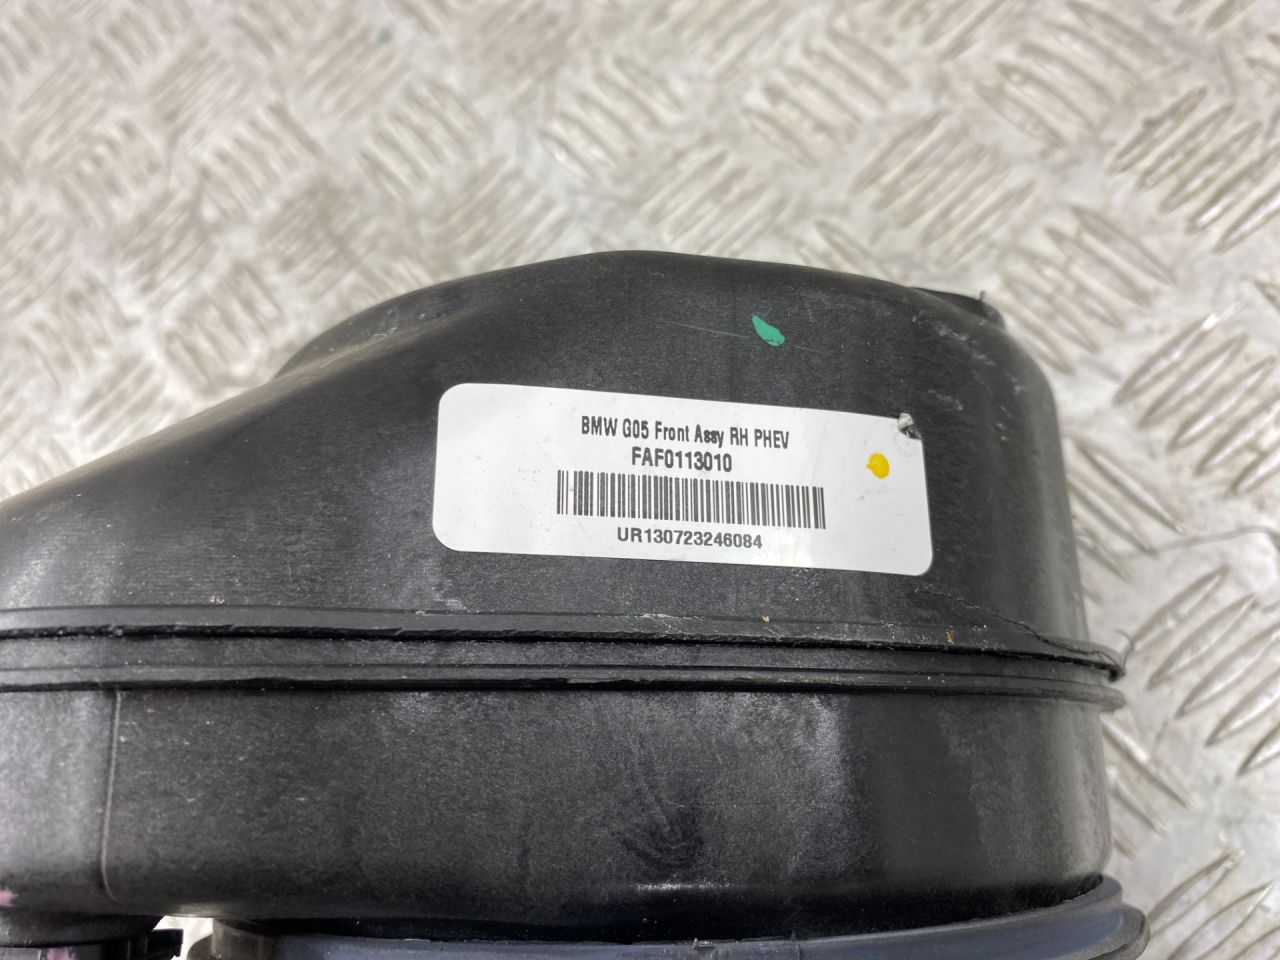 BMW G05 Front Assy RH PHEV
FAF0113010
UR130723246084